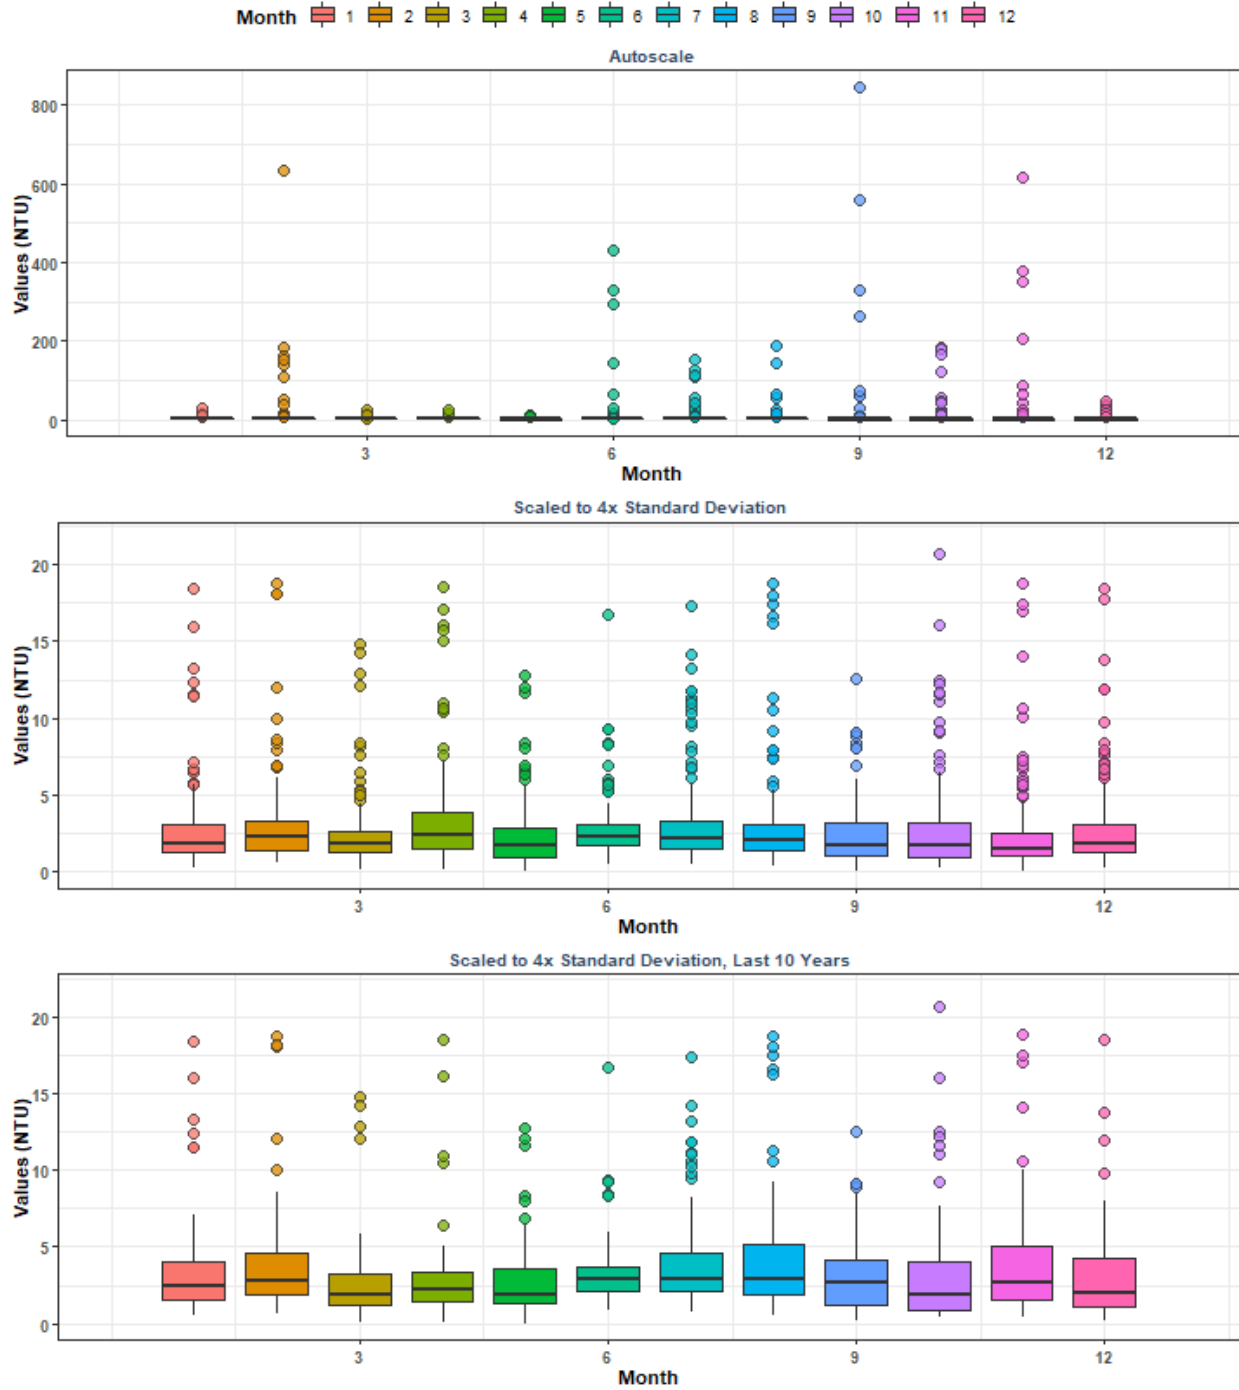 Month 1 2 3 4 5 6 7 8 9 10 11 12
Autoscale
Values (NTU)
800
600
400
200
0
3 6 9 12
Month
Scaled to 4x Standard Deviation
Values (NTU)
20
15
10
5
0
3 6 9 12
Month
Scaled to 4x Standard Deviation, Last 10 Years
Values (NTU)
20
15
10
5
0
3 6 9 12
Month